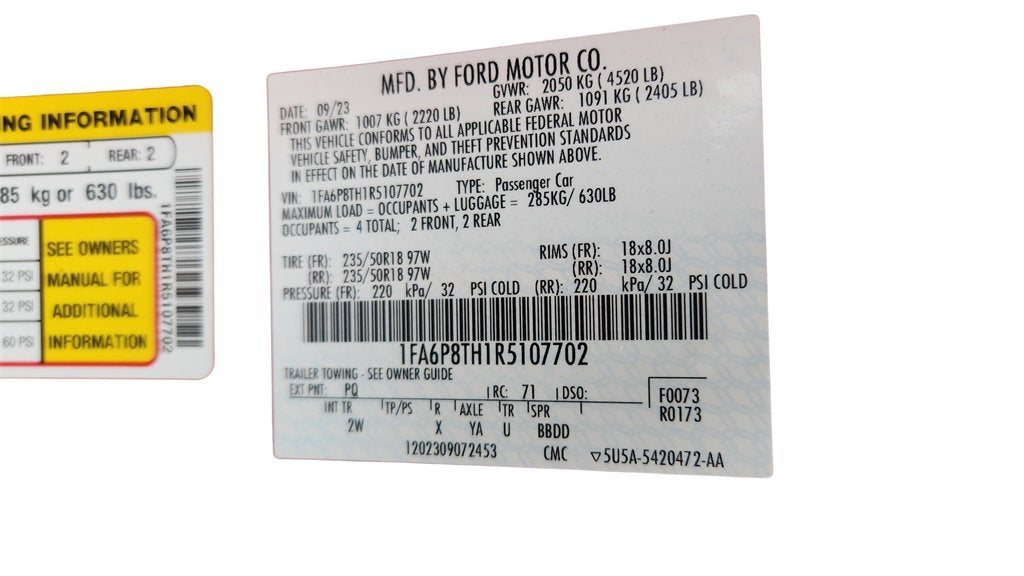 NG INFORMATION
FRONT: 2 REAR: 2
85 kg or 630 lbs.
ESSURE
32 PSI
32 PSI
60 PSI
SEE OWNERS
MANUAL FOR
ADDITIONAL
INFORMATION
1FA6P8TH1R5107702
MFD. BY FORD MOTOR CO.
DATE: 09/23 GVWR: 2050 KG ( 4520 LB)
FRONT GAWR: 1007 KG ( 2220 LB) REAR GAWR: 1091 KG ( 2405 LB)
THIS VEHICLE CONFORMS TO ALL APPLICABLE FEDERAL MOTOR
VEHICLE SAFETY, BUMPER, AND THEFT PREVENTION STANDARDS
IN EFFECT ON THE DATE OF MANUFACTURE SHOWN ABOVE.
VIN: 1FA6P8TH1R5107702 TYPE: Passenger Car
MAXIMUM LOAD = OCCUPANTS + LUGGAGE = 285KG/ 630LB
OCCUPANTS = 4 TOTAL; 2 FRONT, 2 REAR
TIRE (FR): 235/50R18 97W RIMS (FR): 18x8.0J
(RR): 235/50R18 97W (RR): 18x8.0J
PRESSURE (FR): 220 kPa/ 32 PSI COLD (RR): 220 kPa/ 32 PSI COLD
1FA6P8TH1R5107702
TRAILER TOWING - SEE OWNER GUIDE
EXT PNT: PQ RC: 71 DSO: F0073
INT TR TP/PS R AXLE TR SPR R0173
2W X YA U BBDD
1202309072453 CMC ▽5U5A-5420472-AA